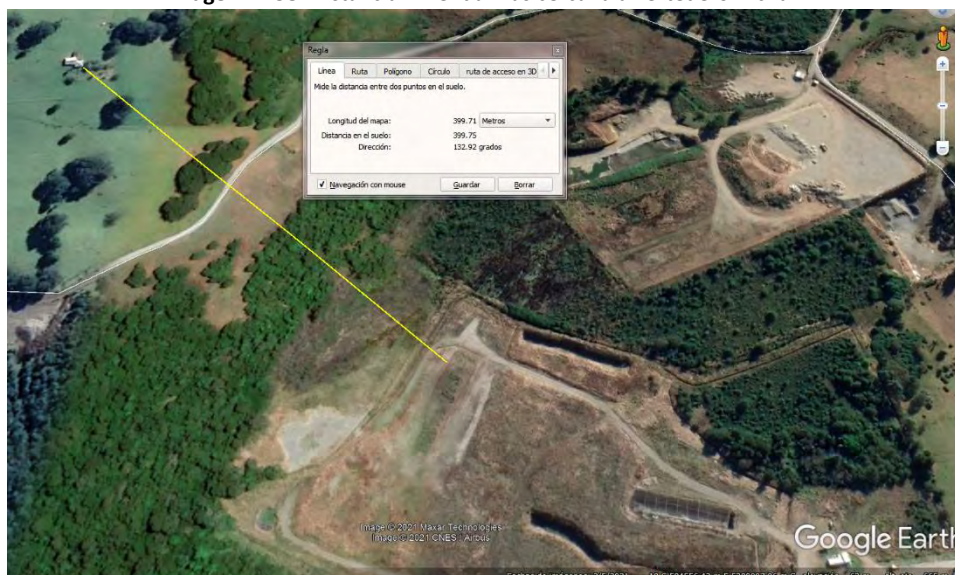 Regla
Línea Ruta Polígono Círculo ruta de acceso en 3D
Mide la distancia entre dos puntos en el suelo.
Longitud del mapa: 399.71 Metros
Distancia en el suelo: 399.75
Dirección: 132.92 grados
Navegación con mouse Guardar Borrar
Image © 2021 Maxar Technologies
Image © 2021 CNES / Airbus
Google Earth